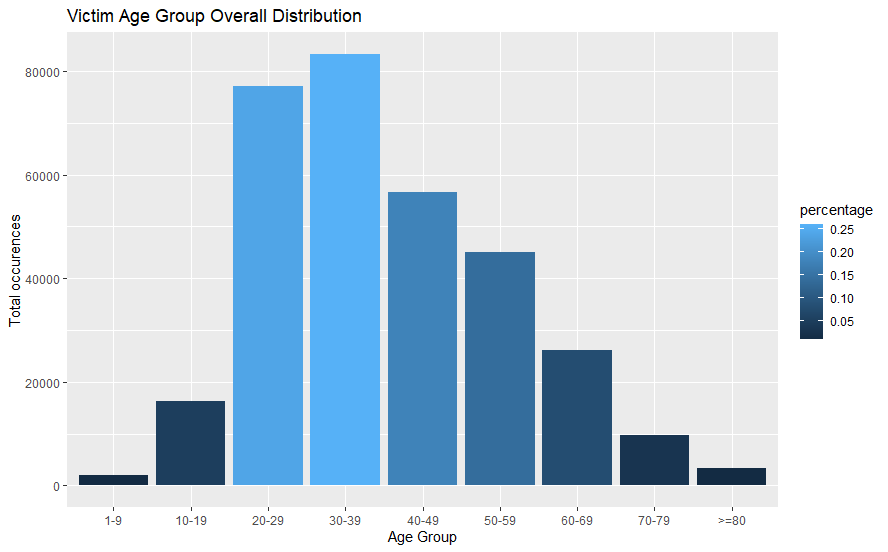 Victim Age Group Overall Distribution
Total occurences
80000
60000
40000
20000
0
1-9 10-19 20-29 30-39 40-49 50-59 60-69 70-79 >=80
Age Group
percentage
0.25
0.20
0.15
0.10
0.05